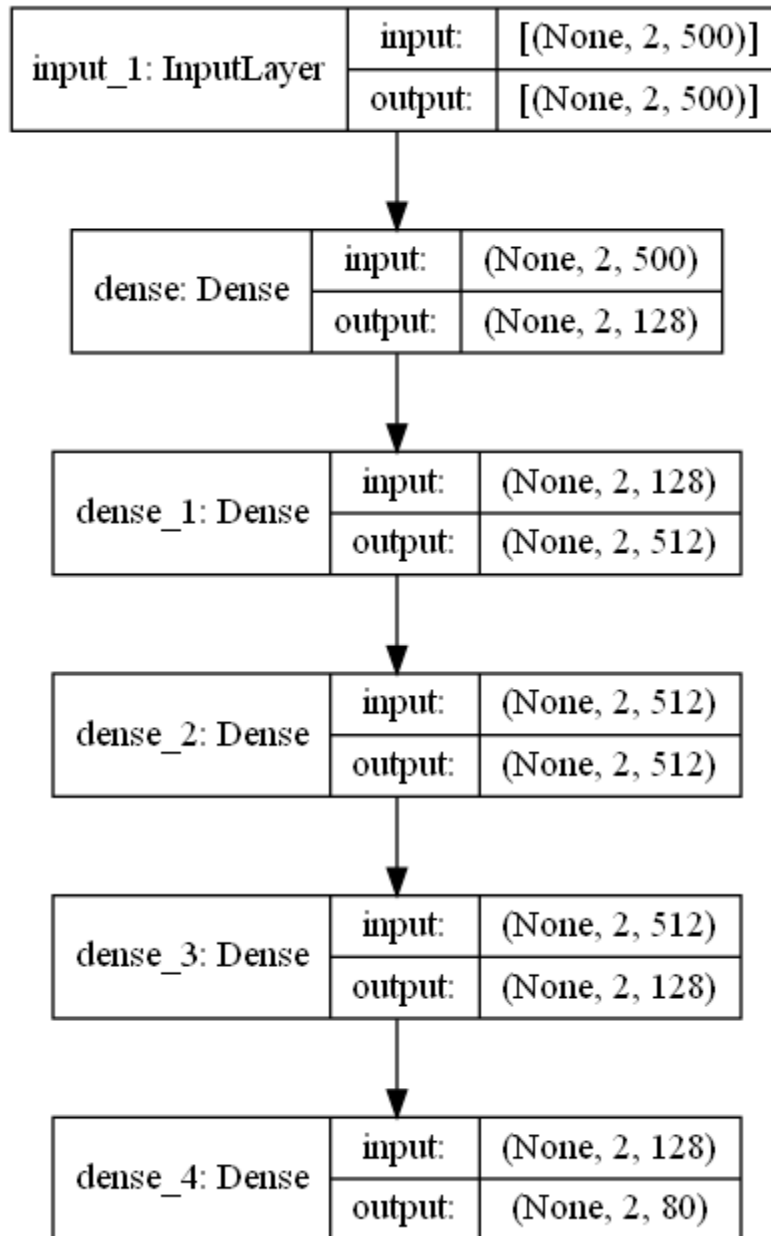 input_1: InputLayer
input: [(None, 2, 500)]
output: [(None, 2, 500)]
dense: Dense
input: (None, 2, 500)
output: (None, 2, 128)
dense_1: Dense
input: (None, 2, 128)
output: (None, 2, 512)
dense_2: Dense
input: (None, 2, 512)
output: (None, 2, 512)
dense_3: Dense
input: (None, 2, 512)
output: (None, 2, 128)
dense_4: Dense
input: (None, 2, 128)
output: (None, 2, 80)